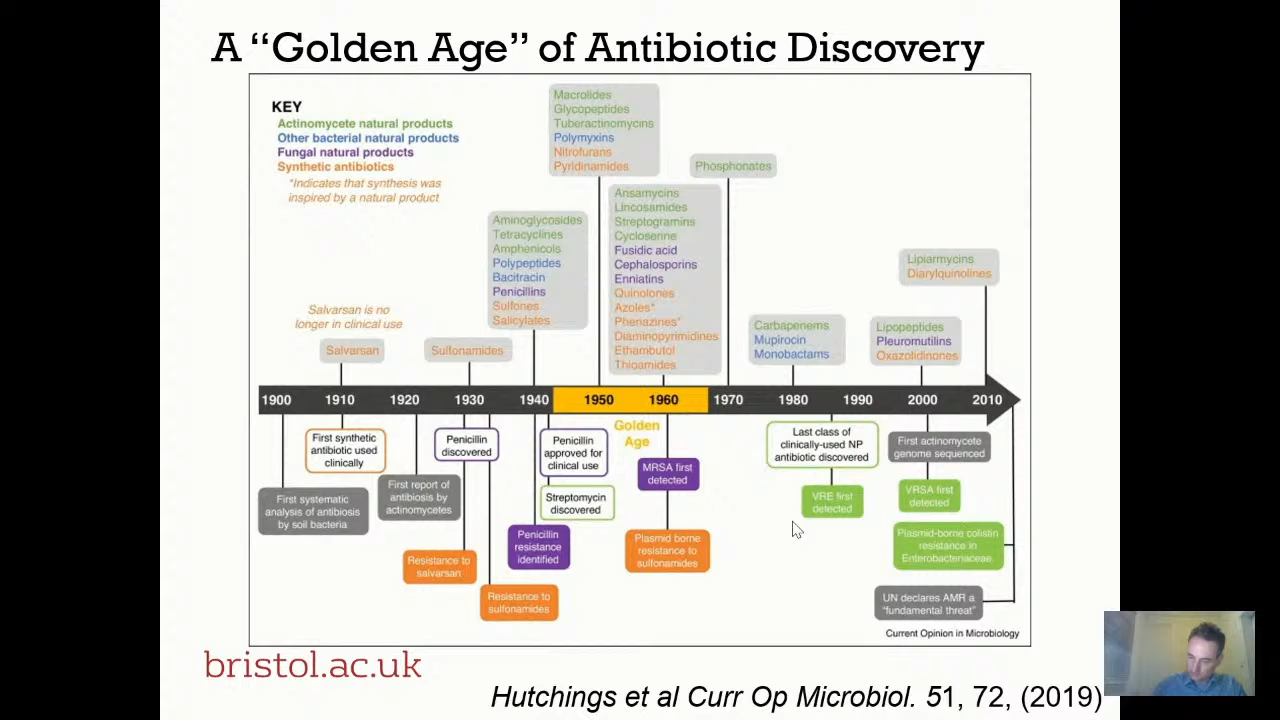 A “Golden Age” of Antibiotic Discovery
KEY
Actinomycete natural products
Other bacterial natural products
Fungal natural products
Synthetic antibiotics
*Indicates that synthesis was
inspired by a natural product
Salvarsan is no
longer in clinical use
Salvarsan
Sulfonamides
Aminoglycosides
Tetracyclines
Amphenicols
Polypeptides
Bacitracin
Penicillins
Sulfones
Salicylates
Macrolides
Glycopeptides
Tuberactinomycins
Polymyxins
Nitrofurans
Pyridinamides
Ansamycins
Lincosamides
Streptogramins
Cycloserine
Fusidic acid
Cephalosporins
Enniatins
Quinolones
Azoles*
Phenazines*
Diaminopyrimidines
Ethambutol
Thioamides
Phosphonates
Carbapenems
Mupirocin
Monobactams
Lipopeptides
Pleuromutilins
Oxazolidinones
Lipiarmycins
Diarylquinolines
1900 1910 1920 1930 1940 1950 1960 1970 1980 1990 2000 2010
Golden
Age
First systematic
analysis of antibiosis
by soil bacteria
First synthetic
antibiotic used
clinically
First report of
antibiosis by
actinomycetes
Penicillin
discovered
Resistance to
salvarsan
Resistance to
sulfonamides
Penicillin
resistance
identified
Penicillin
approved for
clinical use
Streptomycin
discovered
MRSA first
detected
Plasmid borne
resistance to
sulfonamides
Last class of
clinically-used NP
antibiotic discovered
VRE first
detected
First actinomycete
genome sequenced
VRSA first
detected
Plasmid-borne colistin
resistance in
Enterobacteriaceae
UN declares AMR a
“fundamental threat”
Current Opinion in Microbiology
bristol.ac.uk
Hutchings et al Curr Op Microbiol. 51, 72, (2019)